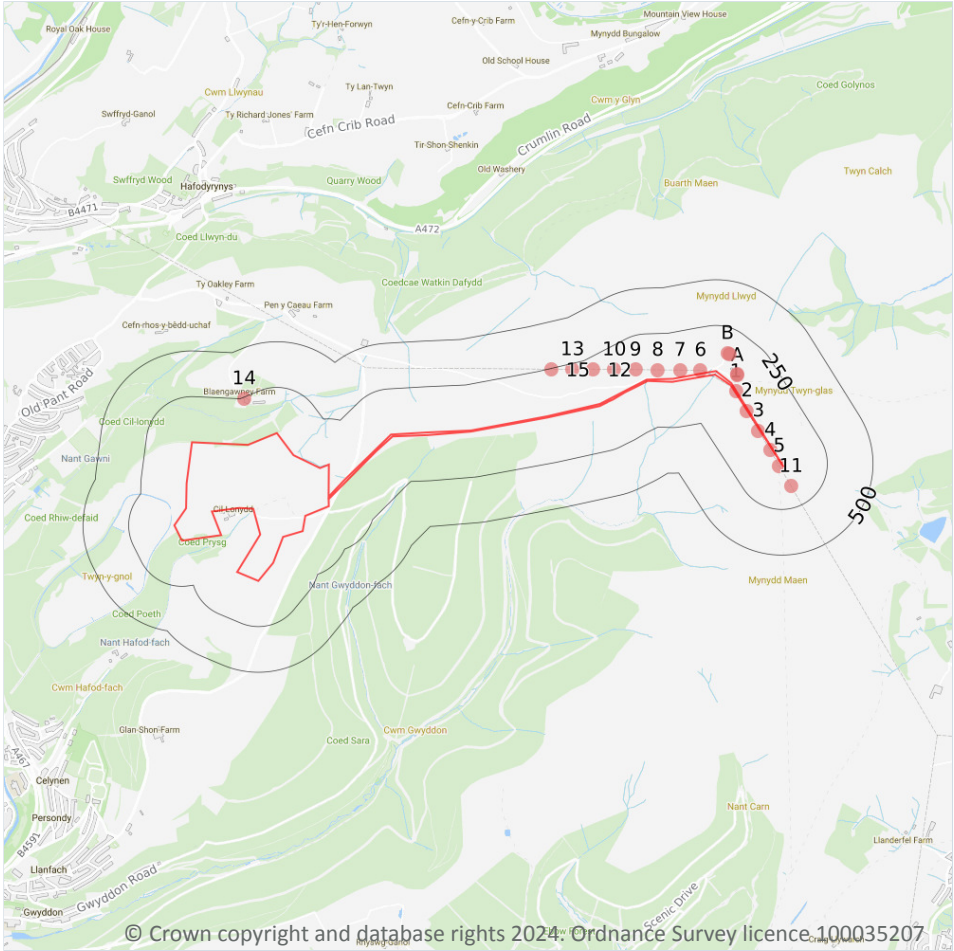 Royal Oak House
Ty'r-Hen-Forwyn
Cefn-y-Crib Farm
Mountain View House
Mynydd Bungalow
Old School House
Coed Golynos
Cwm Llwynau
Ty Lan-Twyn
Cefn-Crib Farm
Cwm y Glyn
Swffryd-Ganol
Ty Richard Jones' Farm
Cefn Crib Road
Crumlin Road
Tir-Shon-Shenkin
Old Washery
Twyn Calch
Swffryd Wood
Hafodyrynys
Quarry Wood
Buarth Maen
B4471
A472
Coed Llwyn-du
Ty Oakley Farm
Coedcae Watkin Dafydd
Pen y Caeau Farm
Mynydd Llwyd
Cefn-rhos-y-bedd-uchaf
B
13
10
9
8
7
6
A
14
15
12
1
250
Old Pant Road
Blaengawney Farm
2
Mynydd Twyn-glas
3
Coed Cil-lonydd
4
5
Nant Gawni
11
500
Cil-Lonydd
Coed Rhiw-defaid
Coed Prysg
Twyn-y-gnol
Nant Gwyddon-fach
Mynydd Maen
Coed Poeth
Nant Hafod-fach
Cwm Hafod-fach
Glan-Shon-Farm
Cwm Gwyddon
Coed Sara
A467
Celynen
Persondy
Nant Carn
B4591
Llanderfel Farm
Llanfach
Gwyddon Road
Scenic Drive
Gwyddon
© Crown copyright and database rights 2024. Ordnance Survey licence 100035207